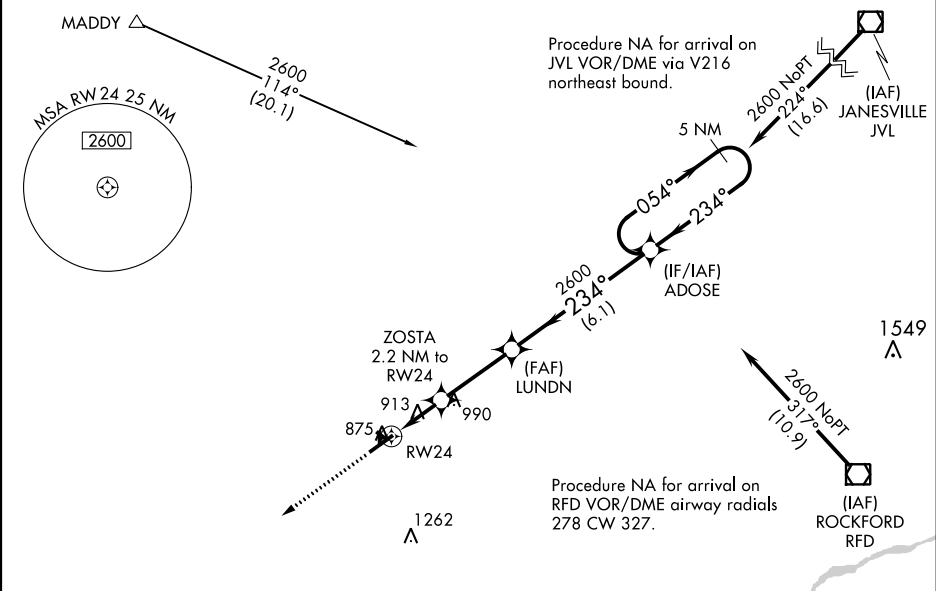 MADDY
2600
114°
(20.1)
MSA RW 24 25 NM
2600
Procedure NA for arrival on
JVL VOR/DME via V216
northeast bound.
2600 NoPT
224°
(16.6)
(IAF)
JANESVILLE
JVL
5 NM
054°
234°
(IF/IAF)
ADOSE
2600
234°
(6.1)
1549
ZOSTA
2.2 NM to
RW24
(FAF)
LUNDN
913
990
875
RW24
2600 NoPT
317°
(10.9)
Procedure NA for arrival on
RFD VOR/DME airway radials
278 CW 327.
(IAF)
ROCKFORD
RFD
1262